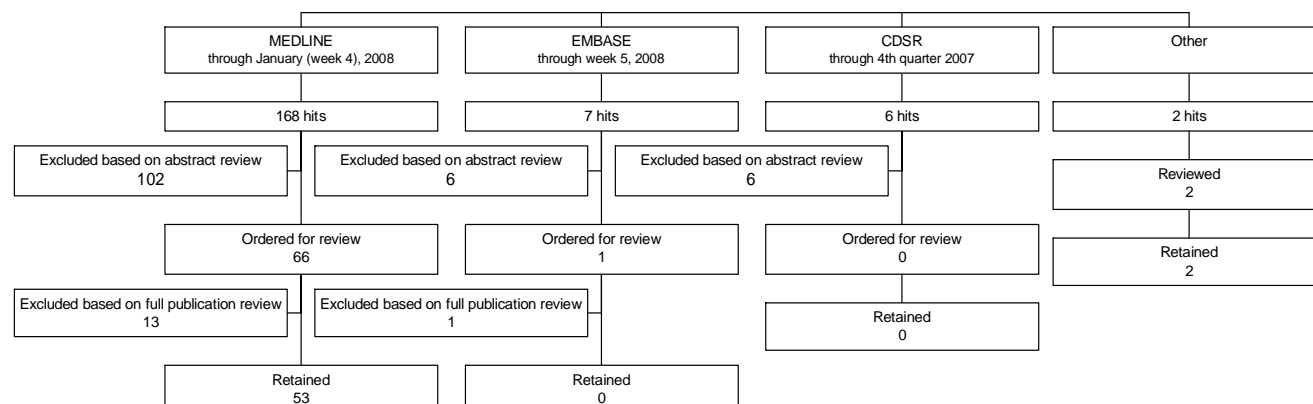 MEDLINE
through January (week 4), 2008
EMBASE
through week 5, 2008
CDSR
through 4th quarter 2007
Other
168 hits
7 hits
6 hits
2 hits
Excluded based on abstract review
102
Excluded based on abstract review
6
Excluded based on abstract review
6
Reviewed
2
Ordered for review
66
Ordered for review
1
Ordered for review
0
Retained
2
Excluded based on full publication review
13
Excluded based on full publication review
1
Retained
0
Retained
53
Retained
0